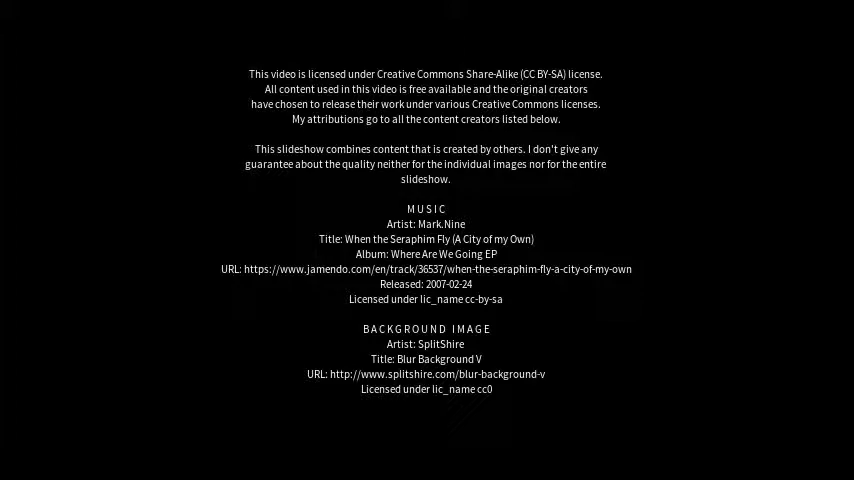 This video is licensed under Creative Commons Share-Alike (CC BY-SA) license.
All content used in this video is free available and the original creators
have chosen to release their work under various Creative Commons licenses.
My attributions go to all the content creators listed below.
This slideshow combines content that is created by others. I don't give any
guarantee about the quality neither for the individual images nor for the entire
slideshow.
MUSIC
Artist: Mark.Nine
Title: When the Seraphim Fly (A City of my Own)
Album: Where Are We Going EP
URL: https://www.jamendo.com/en/track/36537/when-the-seraphim-fly-a-city-of-my-own
Released: 2007-02-24
Licensed under lic_name cc-by-sa
BACKGROUND IMAGE
Artist: SplitShire
Title: Blur Background V
URL: http://www.splitshire.com/blur-background-v
Licensed under lic_name cc0